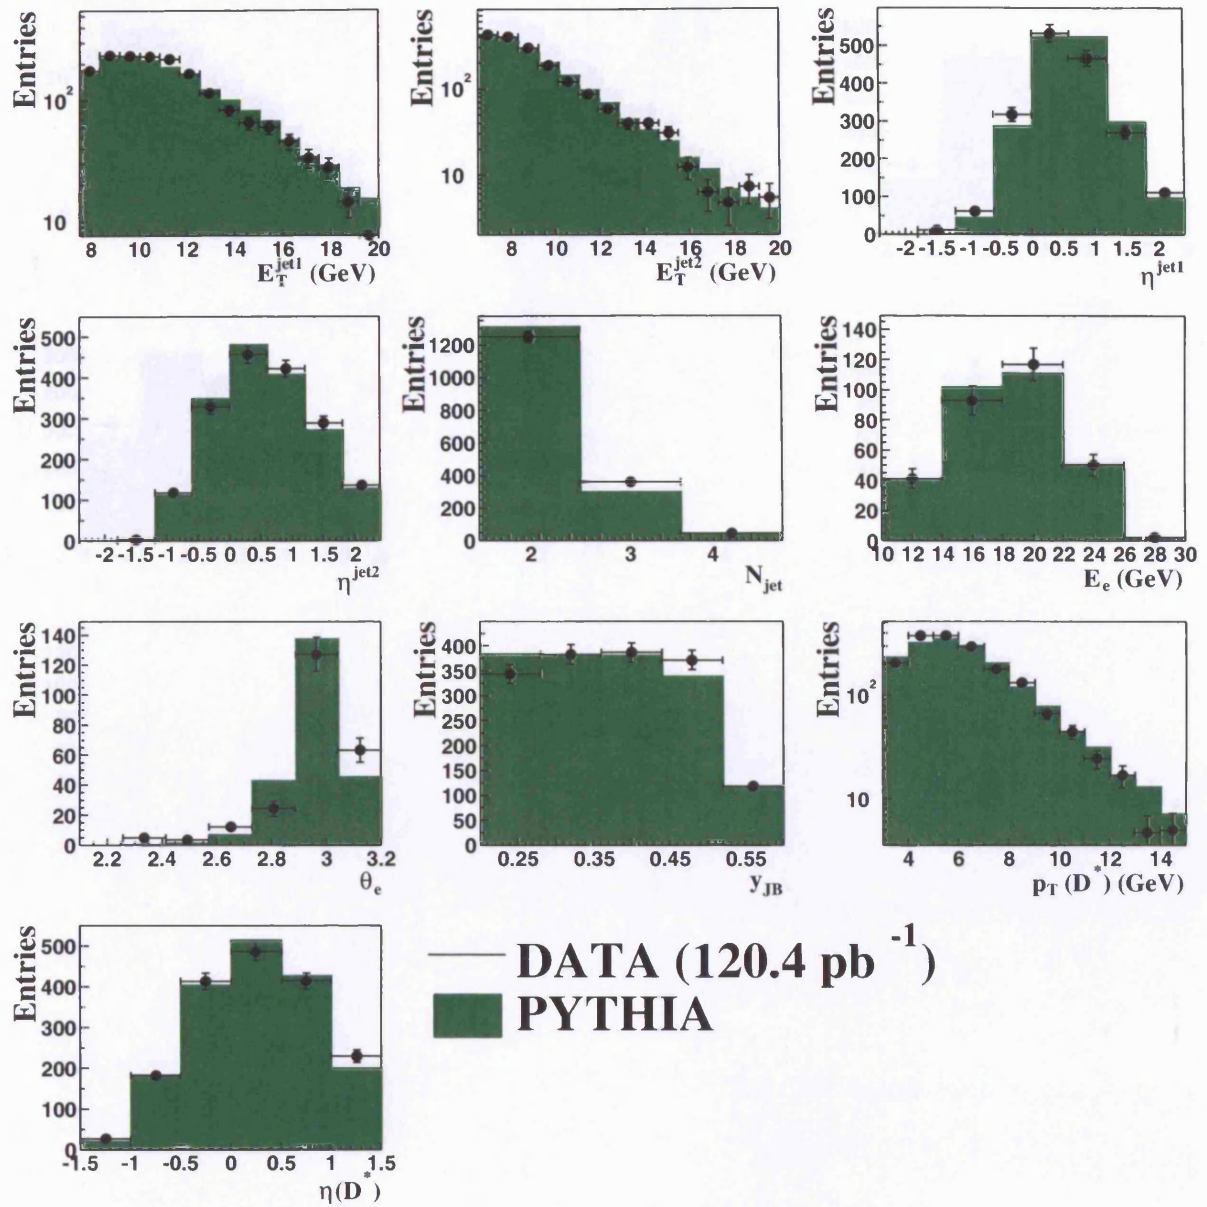 Entries
10²
10
8 10 12 14 16 18 20
E_T^jet1 (GeV)
Entries
10²
10
8 10 12 14 16 18 20
E_T^jet2 (GeV)
Entries
500
400
300
200
100
0
-2 -1.5 -1 -0.5 0 0.5 1 1.5 2
η^jet1
Entries
500
400
300
200
100
0
-2 -1.5 -1 -0.5 0 0.5 1 1.5 2
η^jet2
Entries
1200
1000
800
600
400
200
0
2 3 4
N_jet
Entries
140
120
100
80
60
40
20
0
10 12 14 16 18 20 22 24 26 28 30
E_e (GeV)
Entries
140
120
100
80
60
40
20
0
2.2 2.4 2.6 2.8 3 3.2
θ_e
Entries
400
350
300
250
200
150
100
50
0
0.25 0.35 0.45 0.55
y_JB
Entries
10²
10
4 6 8 10 12 14
p_T (D*) (GeV)
Entries
500
400
300
200
100
0
-1.5 -1 -0.5 0 0.5 1 1.5
η(D*)
DATA (120.4 pb⁻¹)
PYTHIA